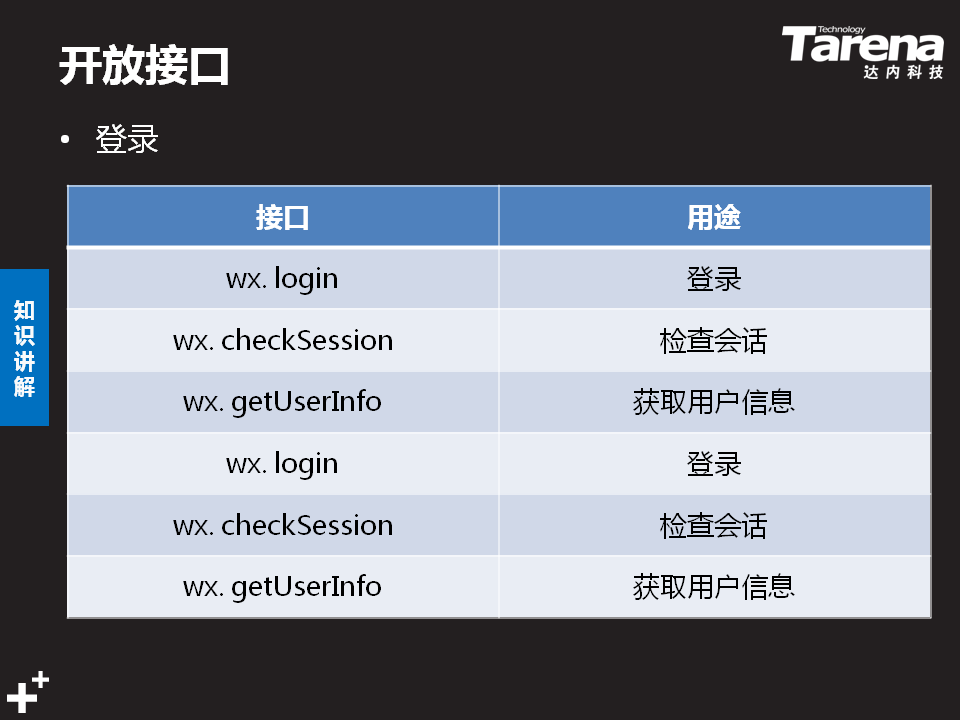 开放接口
Technology
Tarena
达内科技
• 登录
接口 用途
wx. login 登录
wx. checkSession 检查会话
wx. getUserInfo 获取用户信息
wx. login 登录
wx. checkSession 检查会话
wx. getUserInfo 获取用户信息
知
识
讲
解